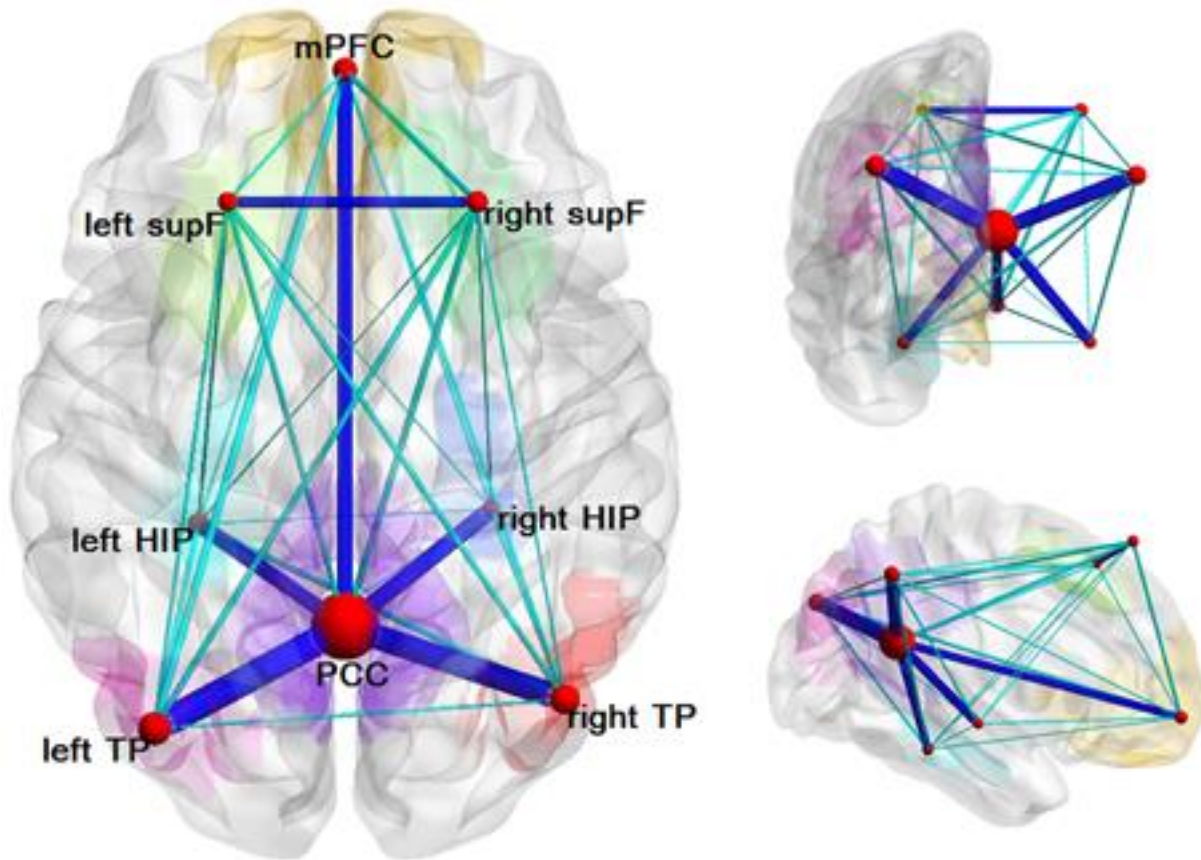 mPFC
left supF
right supF
left HIP
right HIP
PCC
left TP
right TP